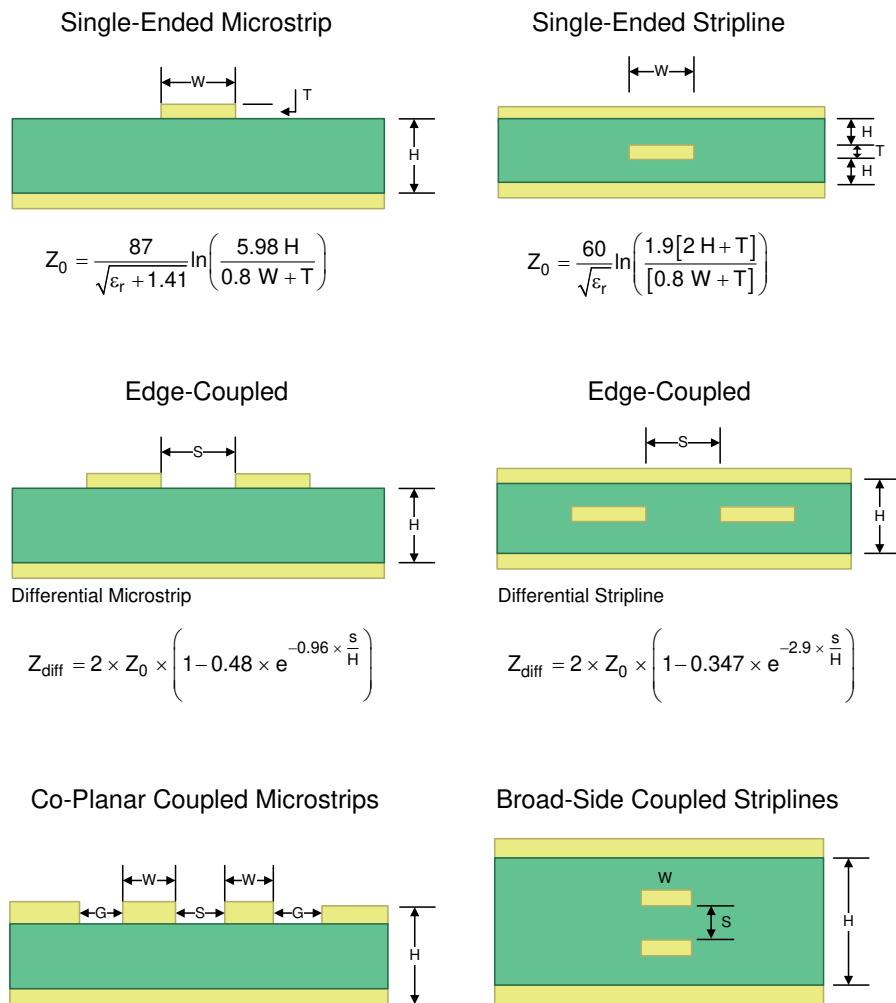 Single-Ended Microstrip
W
T
H
Z₀ = 87 / √(εᵣ + 1.41) ln(5.98 H / (0.8 W + T))
Single-Ended Stripline
W
H
T
H
Z₀ = 60 / √εᵣ ln(1.9[2 H + T] / [0.8 W + T])
Edge-Coupled
S
H
Differential Microstrip
Z_diff = 2 × Z₀ × (1 − 0.48 × e^(−0.96 × s/H))
Edge-Coupled
S
H
Differential Stripline
Z_diff = 2 × Z₀ × (1 − 0.347 × e^(−2.9 × s/H))
Co-Planar Coupled Microstrips
W W
G S G
H
Broad-Side Coupled Striplines
W
S
H